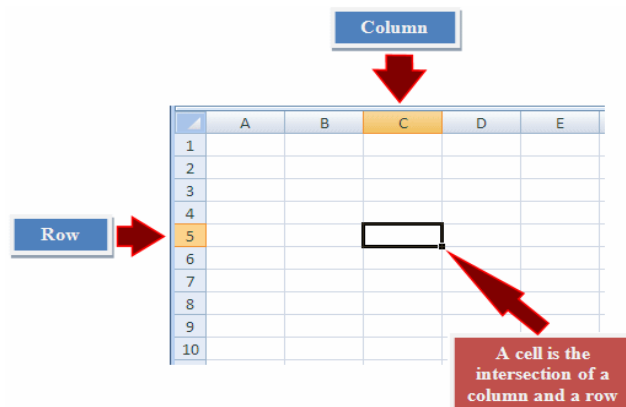 Column
A B C D E
1
2
3
4
Row
5
6
7
8
9
10
A cell is the
intersection of a
column and a row